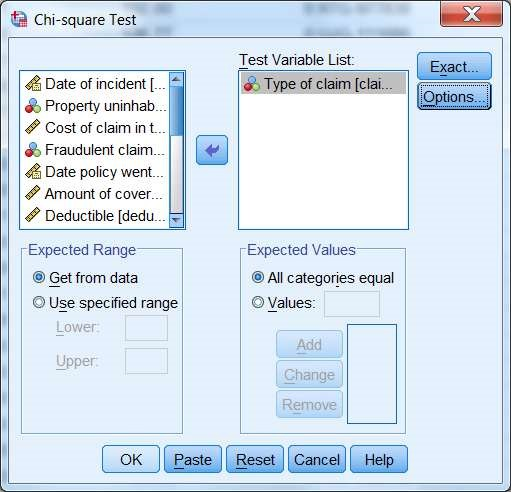 Chi-square Test
Test Variable List:
Date of incident [...
Property uninhab...
Cost of claim in t...
Fraudulent claim...
Date policy went...
Amount of cover...
Deductible [dedu...
Type of claim [clai...
Exact...
Options...
Expected Range
Get from data
Use specified range
Lower:
Upper:
Expected Values
All categories equal
Values:
Add
Change
Remove
OK
Paste
Reset
Cancel
Help